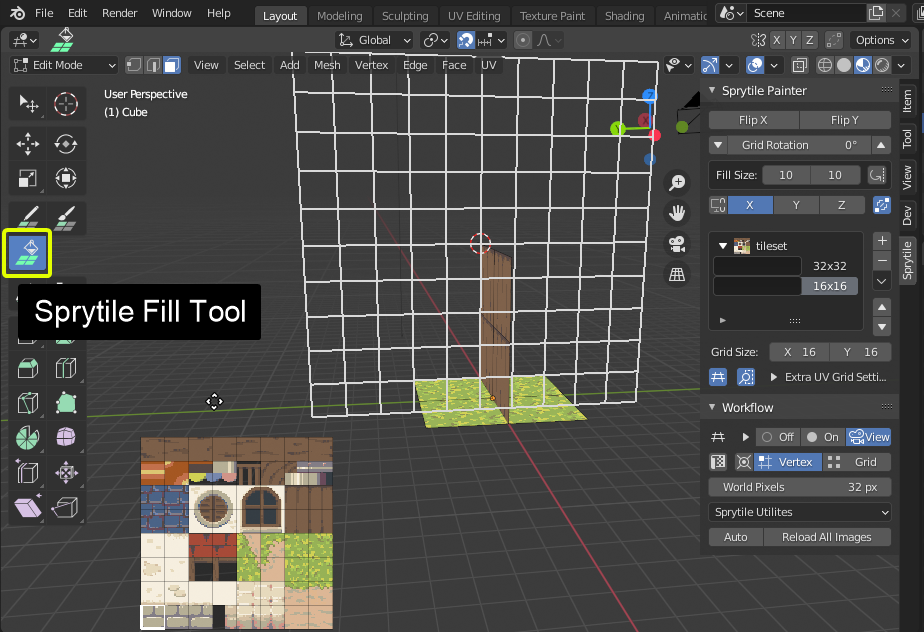 File Edit Render Window Help Layout Modeling Sculpting UV Editing Texture Paint Shading Animatic Scene
Global Options
X Y Z
Edit Mode View Select Add Mesh Vertex Edge Face UV
User Perspective
(1) Cube
Z
X
Y
Sprytile Fill Tool
Sprytile Painter
Flip X Flip Y
Grid Rotation 0°
Fill Size: 10 10
X Y Z
tileset
32x32
16x16
Grid Size: X 16 Y 16
Extra UV Grid Setti...
Workflow
Off On View
Vertex Grid
World Pixels 32 px
Sprytile Utilites
Auto Reload All Images
Item
Tool
View
Dev
Sprytile